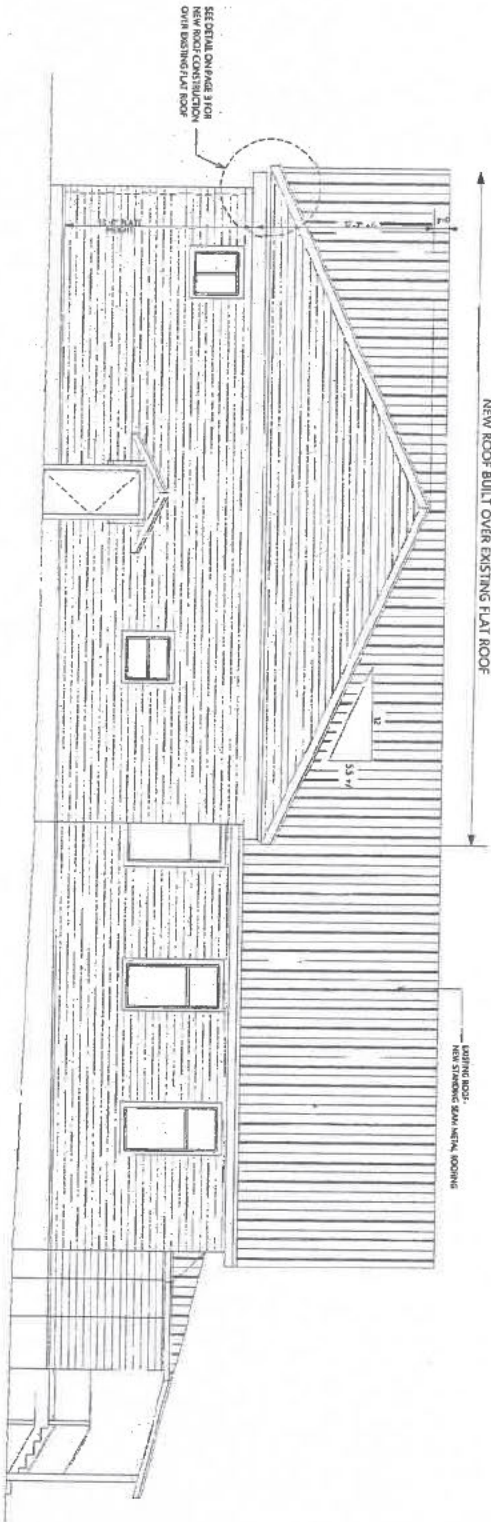 NEW ROOF BUILT OVER EXISTING FLAT ROOF
SEE DETAIL ON PAGE 3 FOR
NEW ROOF CONSTRUCTION
OVER EXISTING FLAT ROOF
12
EXISTING ROOF-
NEW STANDING SEAM METAL ROOFING